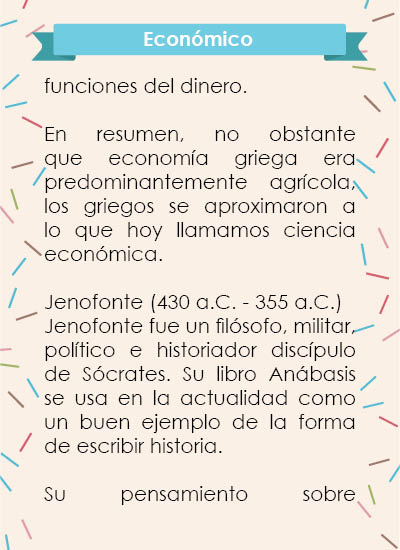 Económico
funciones del dinero.
En resumen, no obstante
que economía griega era
predominantemente agrícola,
los griegos se aproximaron a
lo que hoy llamamos ciencia
económica.
Jenofonte (430 a.C. - 355 a.C.)
Jenofonte fue un filósofo, militar,
político e historiador discípulo
de Sócrates. Su libro Anábasis
se usa en la actualidad como
un buen ejemplo de la forma
de escribir historia.
Su pensamiento sobre